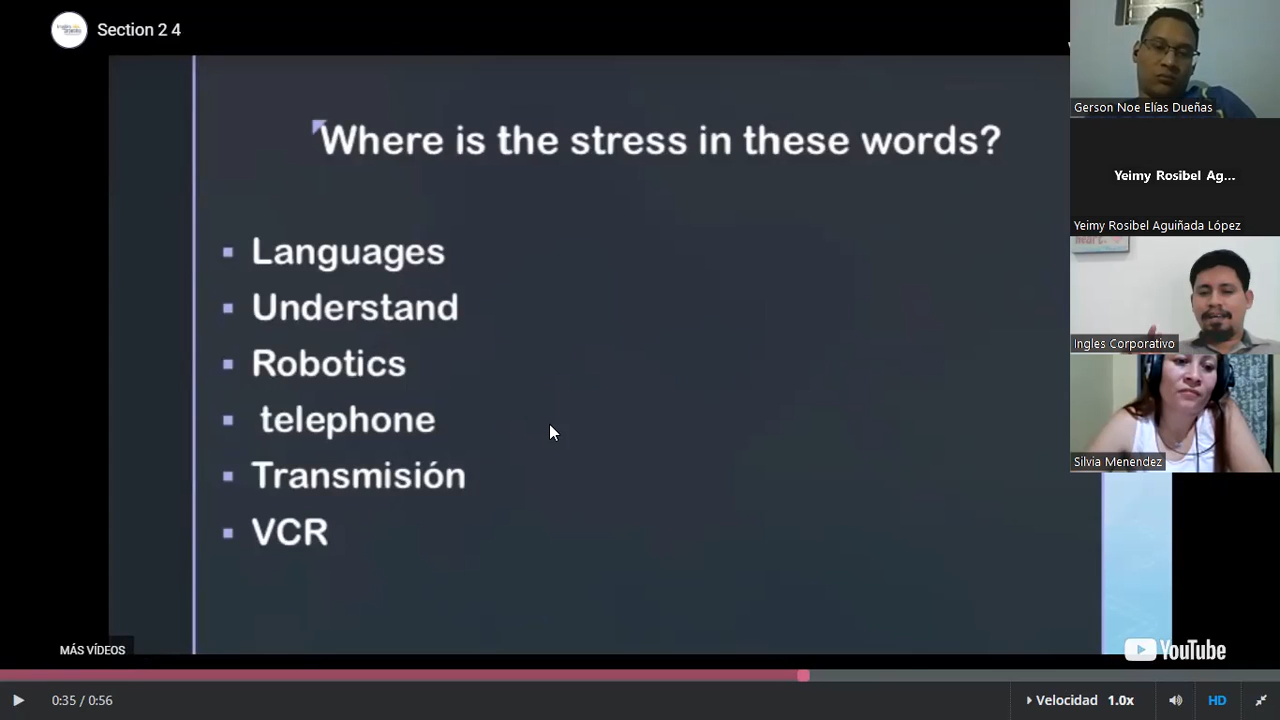 Section 2 4
Where is the stress in these words?
Languages
Understand
Robotics
telephone
Transmisión
VCR
Gerson Noe Elías Dueñas
Yeimy Rosibel Ag...
Yeimy Rosibel Aguiñada López
Ingles Corporativo
Silvia Menendez
MÁS VÍDEOS
YouTube
0:35 / 0:56
Velocidad 1.0x
HD